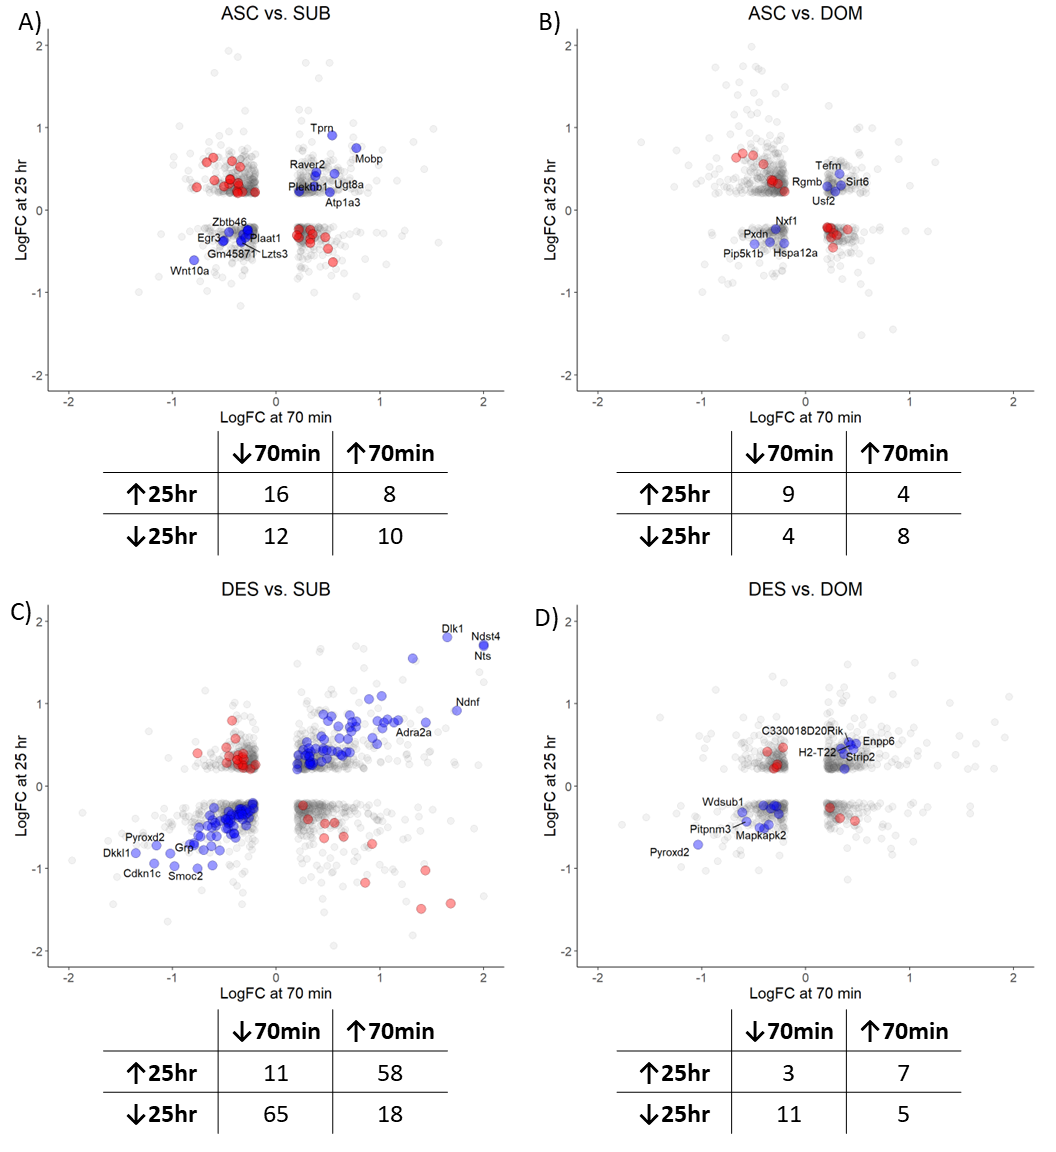 A)
ASC vs. SUB
LogFC at 25 hr
2
1
0
-1
-2
Tprn
Mobp
Raver2
Plekhb1
Ugt8a
Atp1a3
Zbtb46
Egr3
Plaat1
Gm45871
Lzts3
Wnt10a
-2 -1 0 1 2
LogFC at 70 min
↓70min ↑70min
↑25hr 16 8
↓25hr 12 10
B)
ASC vs. DOM
LogFC at 25 hr
2
1
0
-1
-2
Tefm
Rgmb
Sirt6
Usf2
Nxf1
Pxdn
Pip5k1b
Hspa12a
-2 -1 0 1 2
LogFC at 70 min
↓70min ↑70min
↑25hr 9 4
↓25hr 4 8
C)
DES vs. SUB
LogFC at 25 hr
2
1
0
-1
-2
Dlk1
Ndst4
Nts
Ndnf
Adra2a
Pyroxd2
Dkkl1
Grp
Cdkn1c
Smoc2
-2 -1 0 1 2
LogFC at 70 min
↓70min ↑70min
↑25hr 11 58
↓25hr 65 18
D)
DES vs. DOM
LogFC at 25 hr
2
1
0
-1
-2
C330018D20Rik
Enpp6
H2-T22
Strip2
Wdsub1
Pitpnm3
Mapkapk2
Pyroxd2
-2 -1 0 1 2
LogFC at 70 min
↓70min ↑70min
↑25hr 3 7
↓25hr 11 5